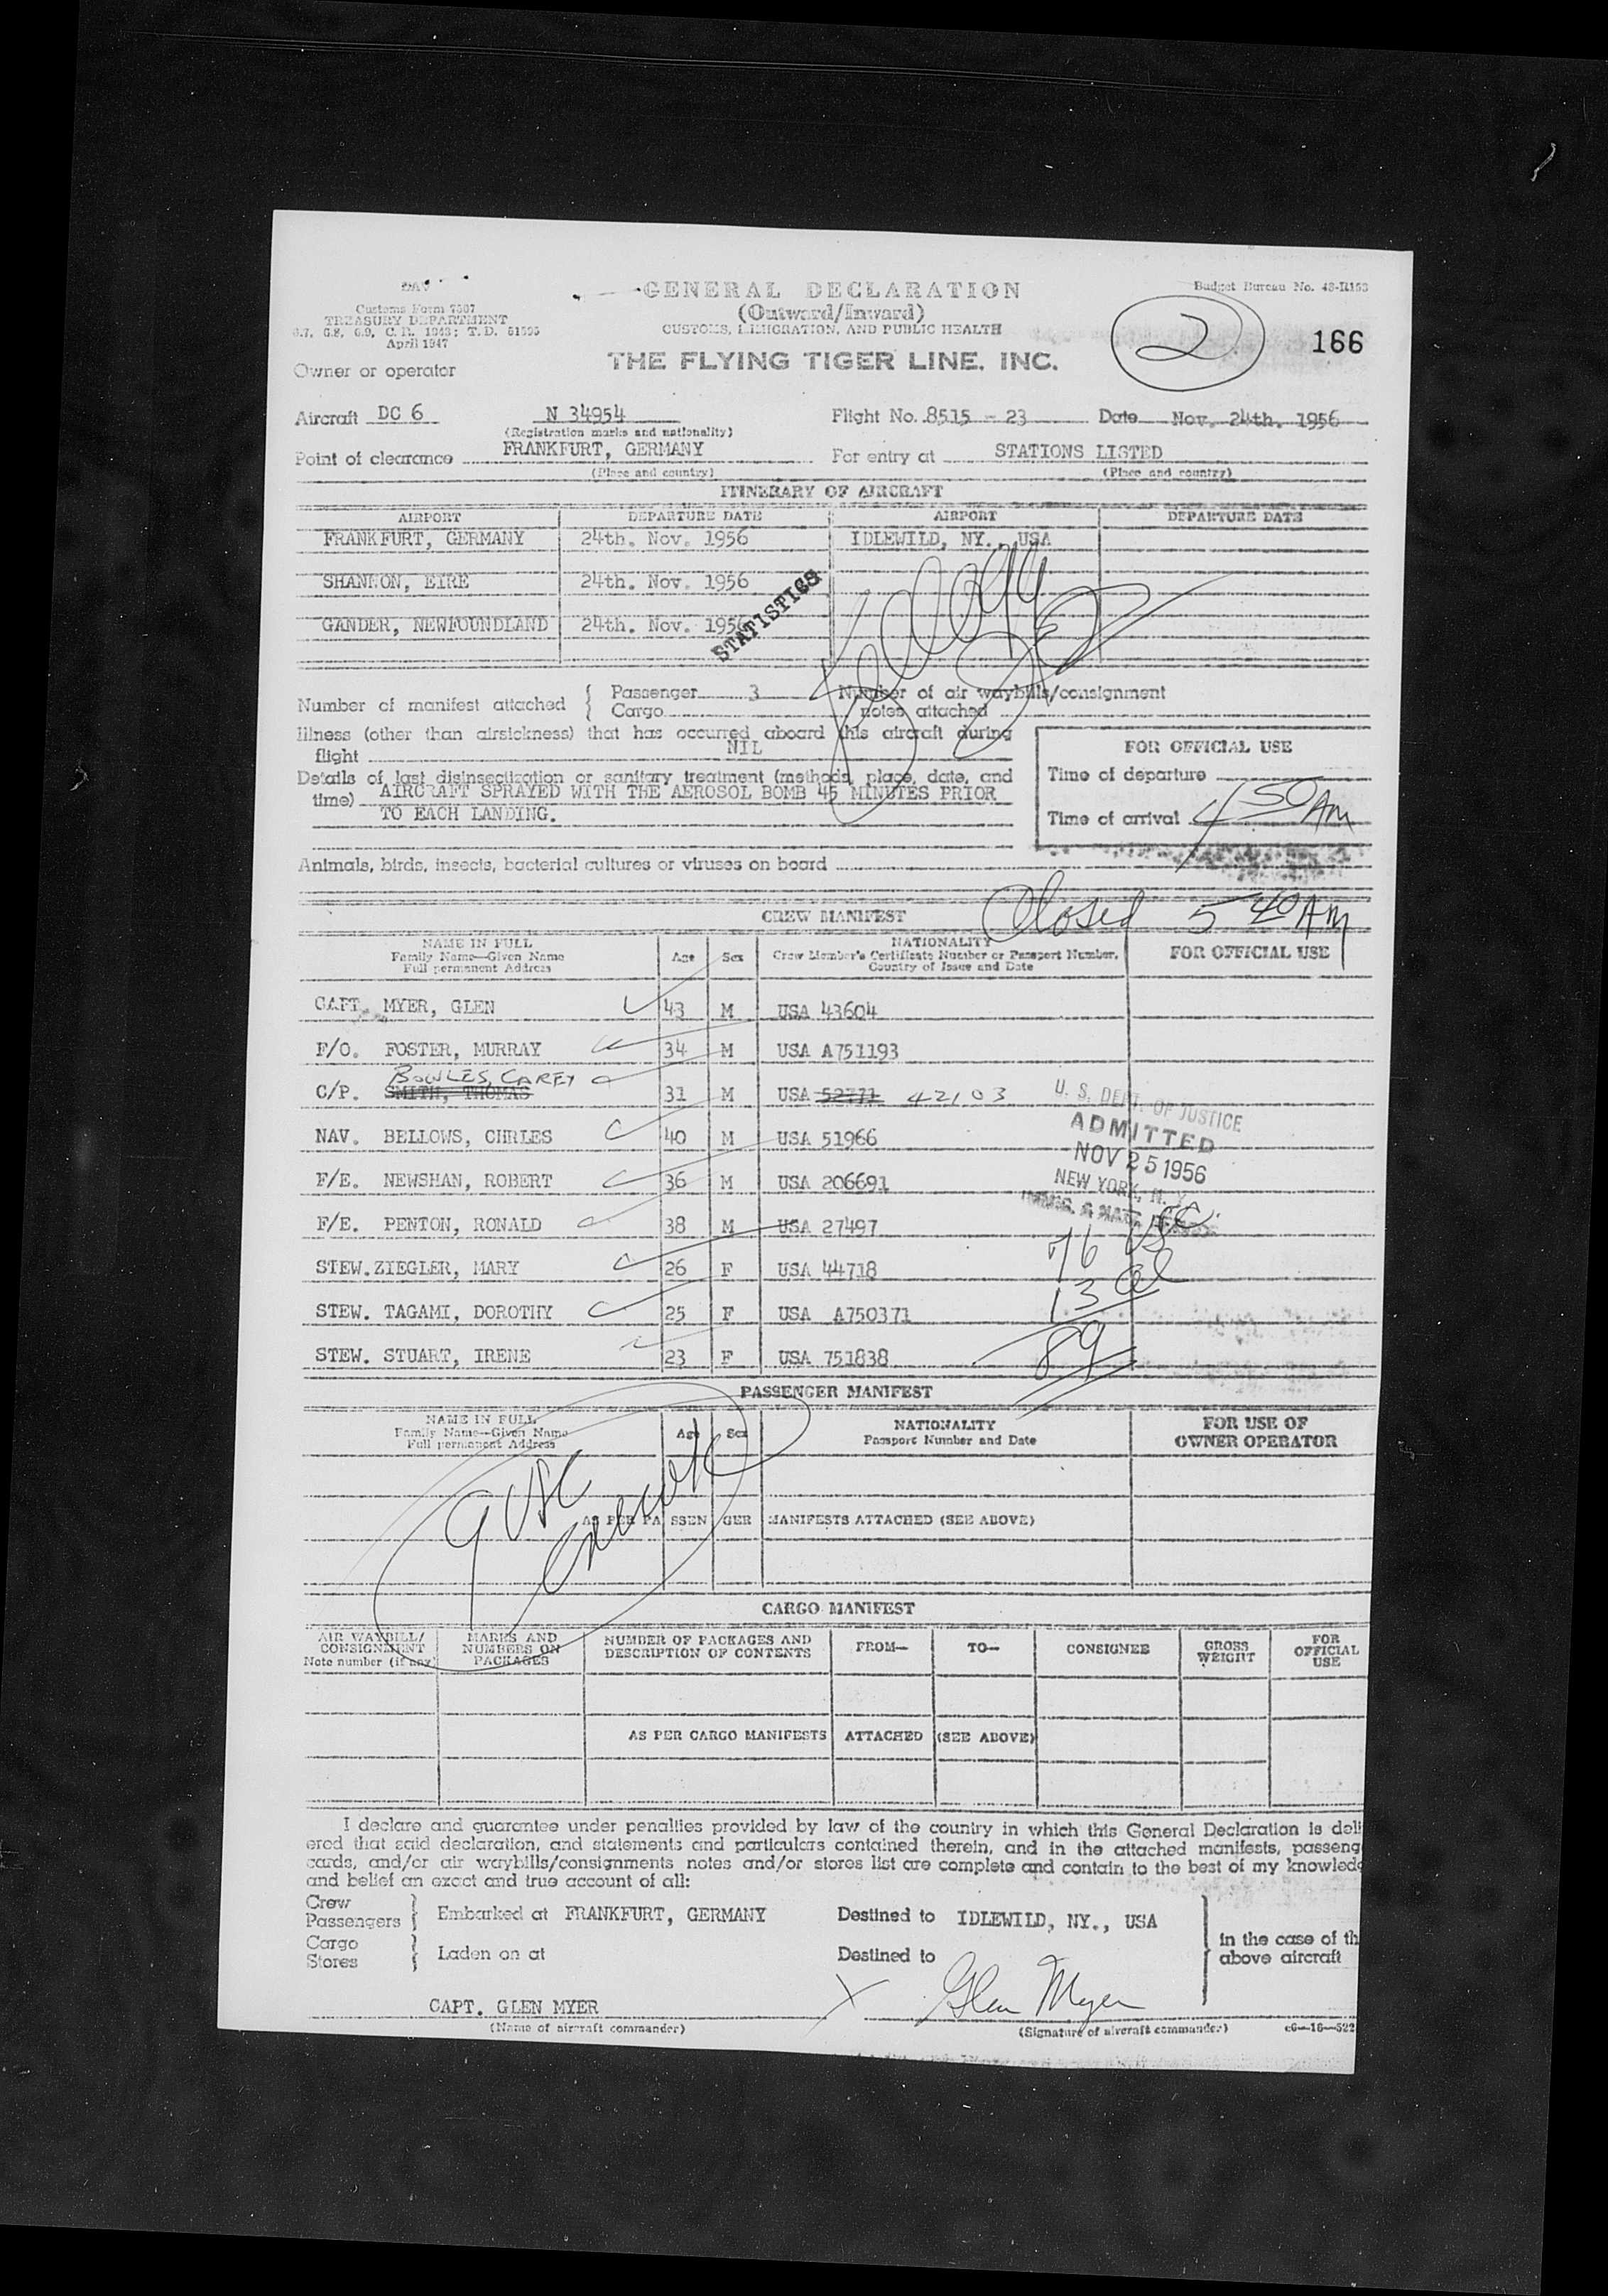 GENERAL DECLARATION
(Outward/Inward)
CUSTOMS, IMMIGRATION, AND PUBLIC HEALTH
THE FLYING TIGER LINE. INC.
Customs Form 7507
TREASURY DEPARTMENT
April 1947
Budget Bureau No. 48-R153
2
166
Owner or operator
Aircraft DC 6 N 34954 Flight No. 8515 - 23 Date Nov. 24th. 1956
(Registration marks and nationality)
Point of clearance FRANKFURT, GERMANY For entry at STATIONS LISTED
(Place and country) (Place and country)
ITINERARY OF AIRCRAFT
AIRPORT DEPARTURE DATE AIRPORT DEPARTURE DATE
FRANKFURT, GERMANY 24th. Nov. 1956 IDLEWILD, NY., USA
SHANNON, EIRE 24th. Nov. 1956
GANDER, NEWFOUNDLAND 24th. Nov. 1956
STATISTICS
Number of manifest attached { Passenger 3 Number of air waybills/consignment
{ Cargo notes attached
Illness (other than airsickness) that has occurred aboard this aircraft during
flight NIL
Details of last disinsectization or sanitary treatment (methods, place, date, and
time) AIRCRAFT SPRAYED WITH THE AEROSOL BOMB 45 MINUTES PRIOR
TO EACH LANDING.
FOR OFFICIAL USE
Time of departure
Time of arrival 4 50 AM
Animals, birds, insects, bacterial cultures or viruses on board
Closed 5 40 AM
CREW MANIFEST
NAME IN FULL
Family Name—Given Name
Full permanent Address
Age Sex
NATIONALITY
Crew Member's Certificate Number or Passport Number,
Country of Issue and Date
FOR OFFICIAL USE
CAPT. MYER, GLEN 43 M USA 43604
F/O. FOSTER, MURRAY 34 M USA A751193
BOWLES, CAREY
C/P. SMITH, THOMAS 31 M USA 52771 42103
NAV. BELLOWS, CHRLES 40 M USA 51966
F/E. NEWSHAN, ROBERT 36 M USA 206691
F/E. PENTON, RONALD 38 M USA 27497
STEW. ZIEGLER, MARY 26 F USA 44718
STEW. TAGAMI, DOROTHY 25 F USA A750371
STEW. STUART, IRENE 23 F USA 751838
U. S. DEPT. OF JUSTICE
ADMITTED
NOV 25 1956
NEW YORK, N. Y.
76 USC
13 al
89
PASSENGER MANIFEST
NAME IN FULL
Family Name—Given Name
Full permanent Address
Age Sex
NATIONALITY
Passport Number and Date
FOR USE OF
OWNER OPERATOR
9 USC
AS PER PASSENGER MANIFESTS ATTACHED (SEE ABOVE)
CARGO MANIFEST
AIR WAYBILL/
CONSIGNMENT
Note number (if any)
MARKS AND
NUMBERS ON
PACKAGES
NUMBER OF PACKAGES AND
DESCRIPTION OF CONTENTS
FROM— TO— CONSIGNEE
GROSS
WEIGHT
FOR
OFFICIAL
USE
AS PER CARGO MANIFESTS ATTACHED (SEE ABOVE)
I declare and guarantee under penalties provided by law of the country in which this General Declaration is deli
ered that said declaration, and statements and particulars contained therein, and in the attached manifests, passeng
cards, and/or air waybills/consignments notes and/or stores list are complete and contain to the best of my knowledg
and belief an exact and true account of all:
Crew
Passengers } Embarked at FRANKFURT, GERMANY Destined to IDLEWILD, NY., USA
Cargo
Stores } Laden on at Destined to
in the case of th
above aircraft
CAPT. GLEN MYER X Glen Myer
(Name of aircraft commander) (Signature of aircraft commander)